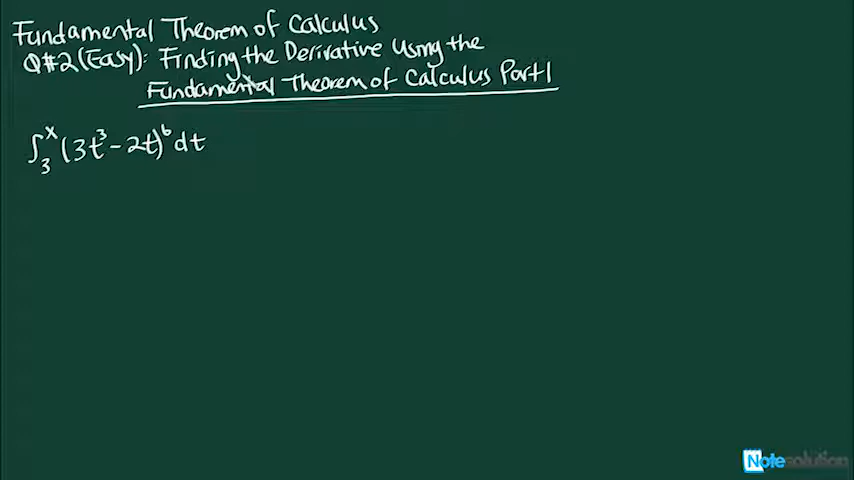 Fundamental Theorem of Calculus
Q#2 (Easy): Finding the Derivative Using the
Fundamental Theorem of Calculus Part 1
∫₃ˣ (3t³ - 2t)⁶ dt
Notesolution